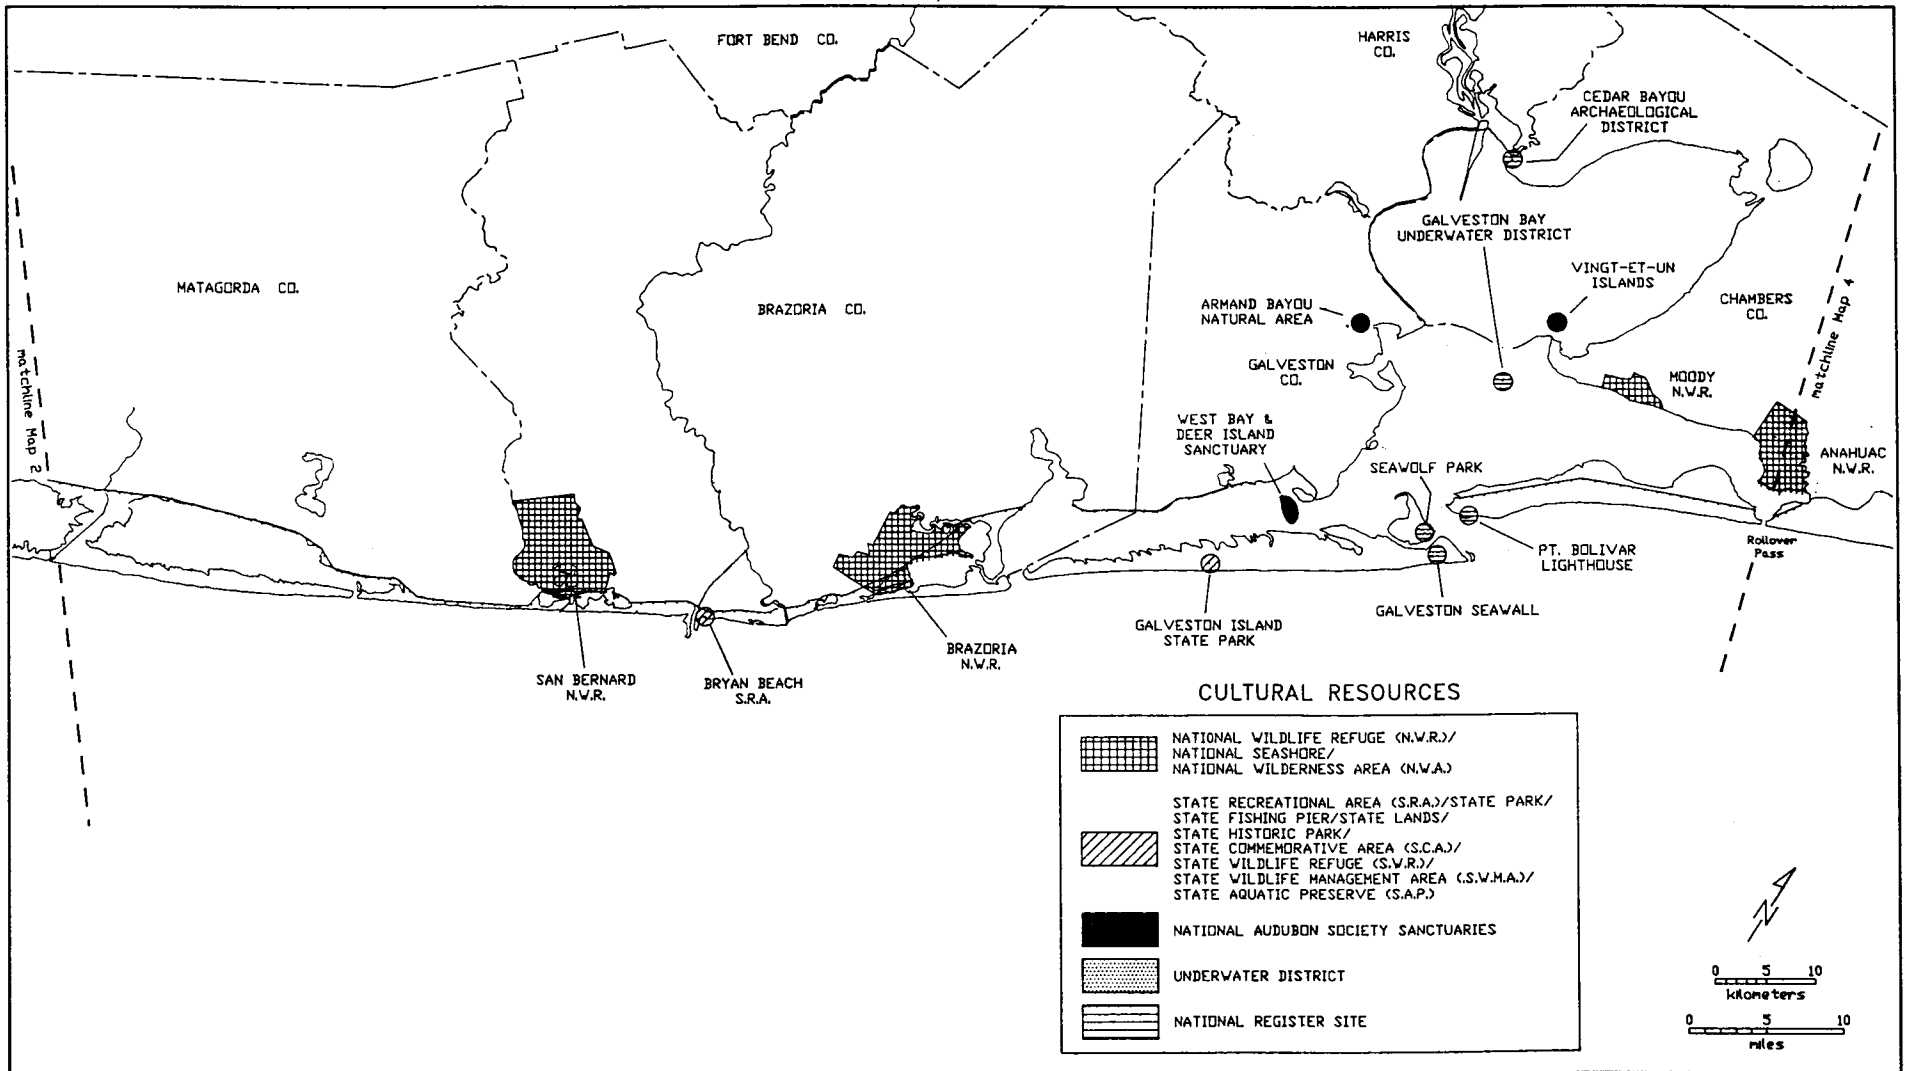 FORT BEND CO.
HARRIS
CO.
CEDAR BAYOU
ARCHAEOLOGICAL
DISTRICT
GALVESTON BAY
UNDERWATER DISTRICT
VINGT-ET-UN
ISLANDS
MATAGORDA CO.
BRAZORIA CO.
ARMAND BAYOU
NATURAL AREA
CHAMBERS
CO.
matchline Map 4
matchline Map 2
GALVESTON
CO.
MOODY
N.W.R.
WEST BAY &
DEER ISLAND
SANCTUARY
SEAWOLF PARK
ANAHUAC
N.W.R.
Rollover
Pass
PT. BOLIVAR
LIGHTHOUSE
GALVESTON SEAWALL
GALVESTON ISLAND
STATE PARK
BRAZORIA
N.W.R.
SAN BERNARD
N.W.R.
BRYAN BEACH
S.R.A.
CULTURAL RESOURCES
NATIONAL WILDLIFE REFUGE (N.W.R.)/
NATIONAL SEASHORE/
NATIONAL WILDERNESS AREA (N.W.A.)
STATE RECREATIONAL AREA (S.R.A.)/STATE PARK/
STATE FISHING PIER/STATE LANDS/
STATE HISTORIC PARK/
STATE COMMEMORATIVE AREA (S.C.A.)/
STATE WILDLIFE REFUGE (S.W.R.)/
STATE WILDLIFE MANAGEMENT AREA (.S.W.M.A.)/
STATE AQUATIC PRESERVE (S.A.P.)
NATIONAL AUDUBON SOCIETY SANCTUARIES
UNDERWATER DISTRICT
NATIONAL REGISTER SITE
N
0 5 10
kilometers
0 5 10
miles